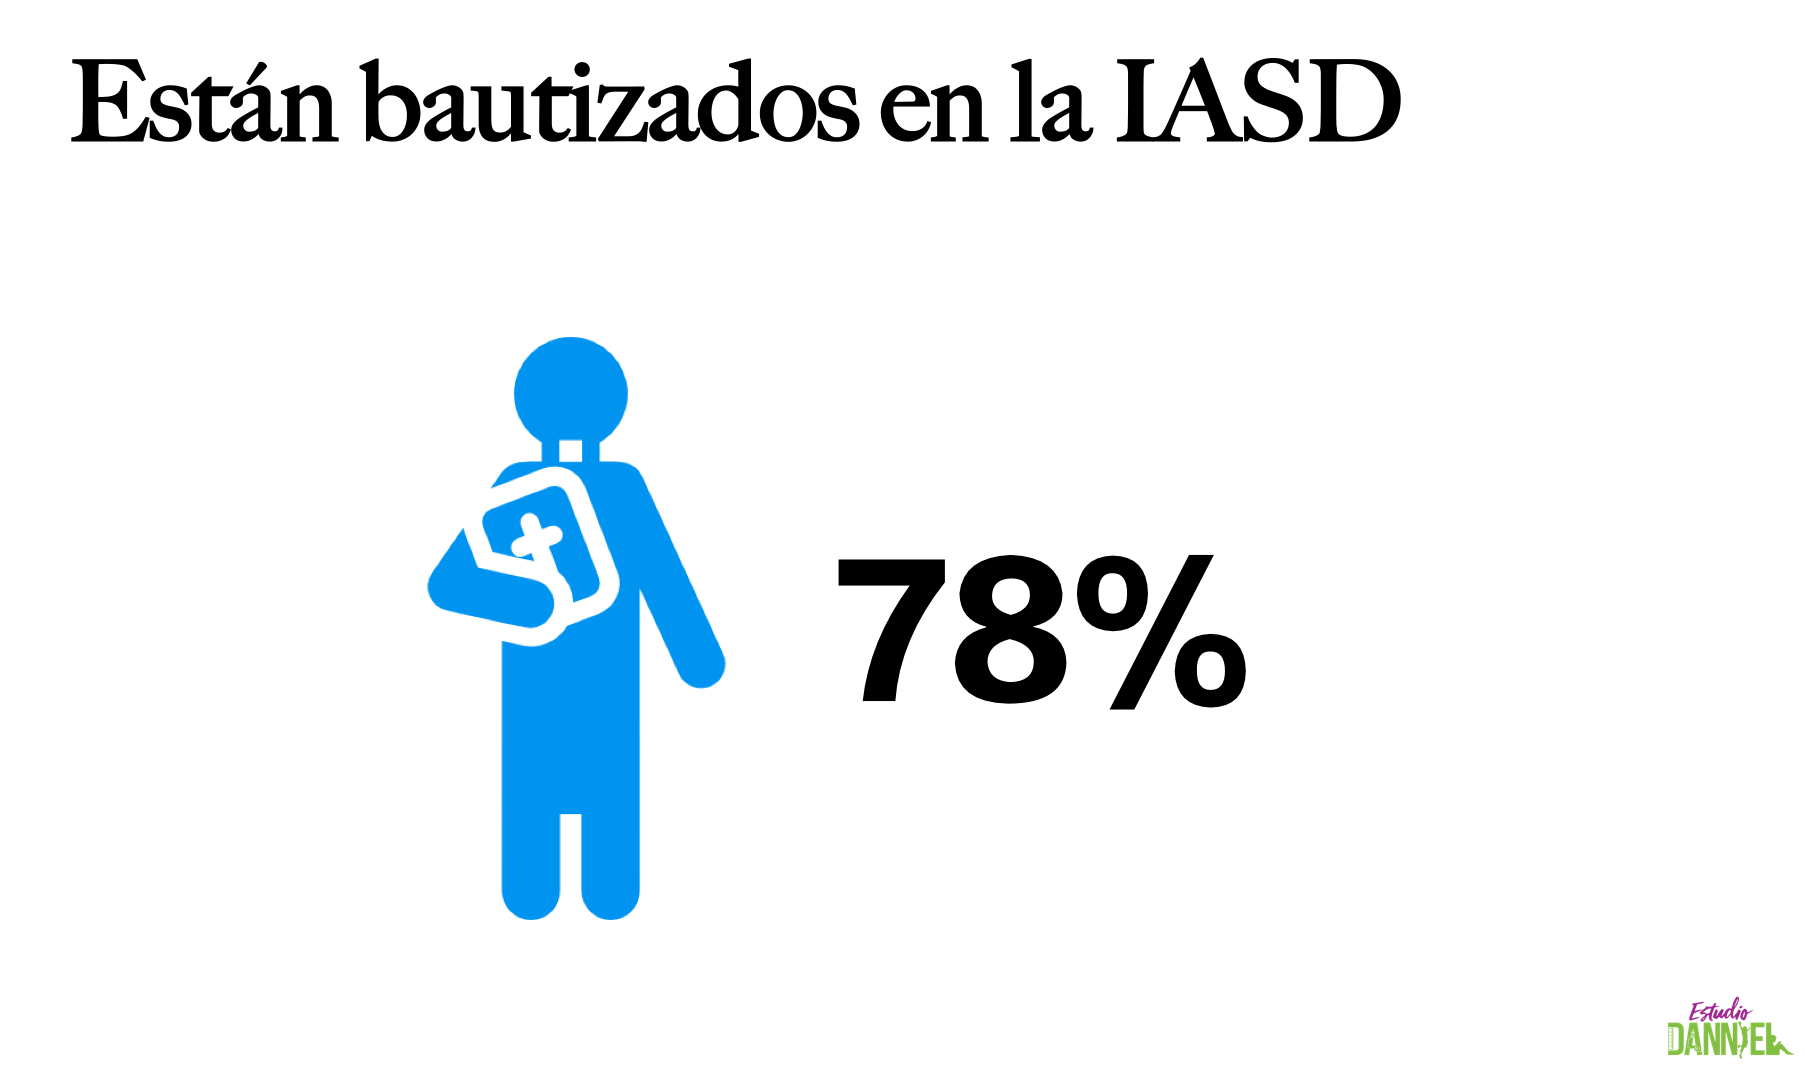 Están bautizados en la IASD
78%
Estudio
DANNIEL